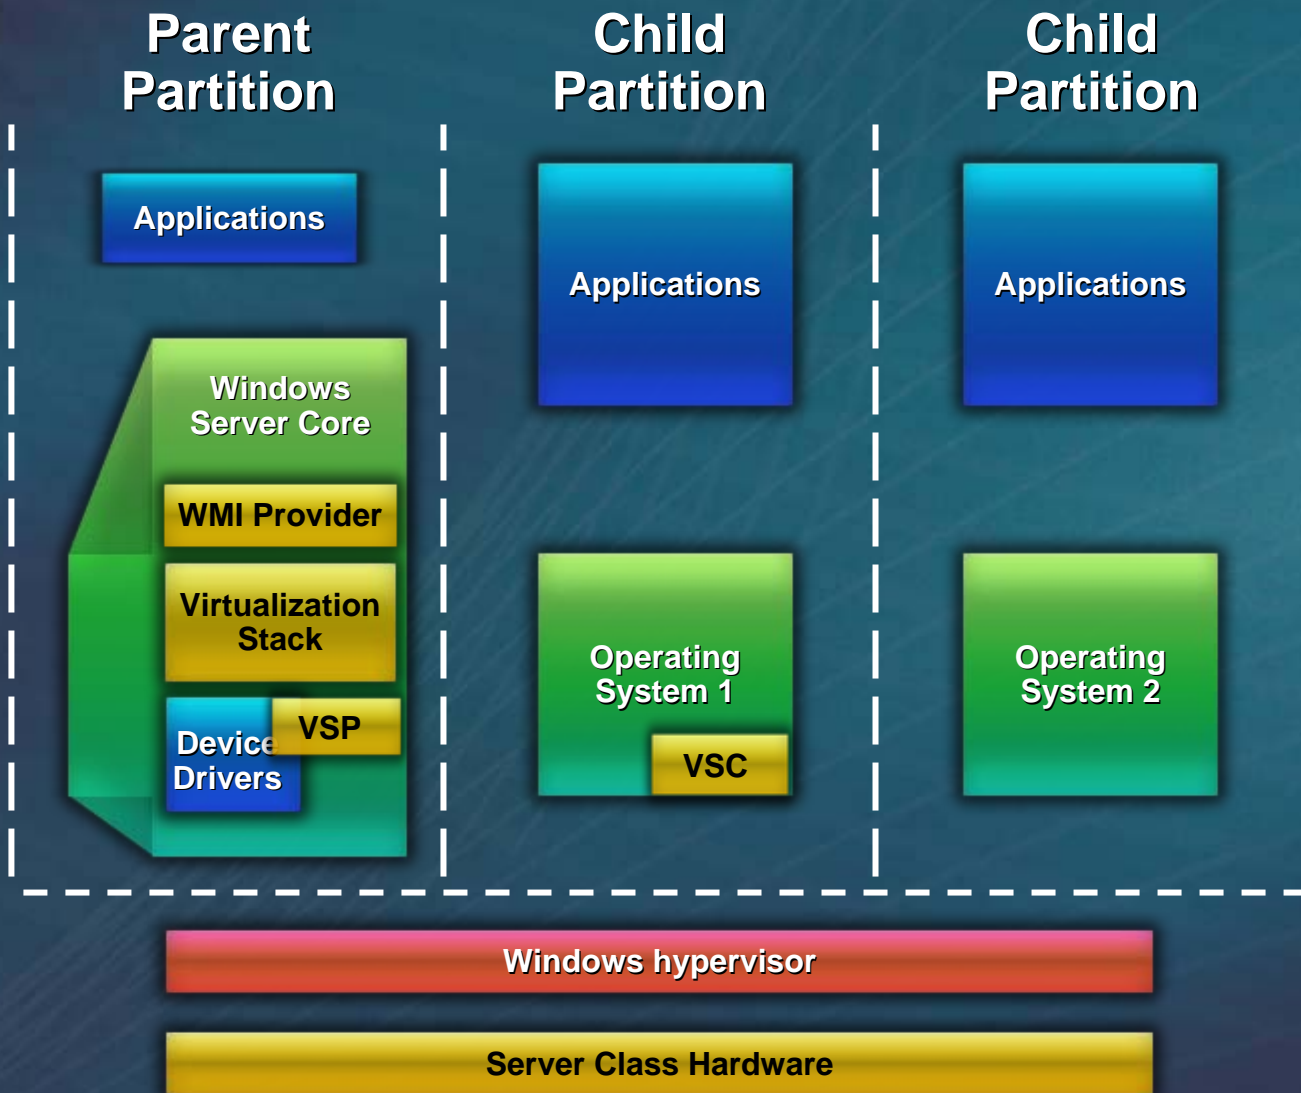 Parent
Partition
Child
Partition
Child
Partition
Applications
Applications
Applications
Windows
Server Core
WMI Provider
Virtualization
Stack
VSP
Device
Drivers
Operating
System 1
VSC
Operating
System 2
Windows hypervisor
Server Class Hardware